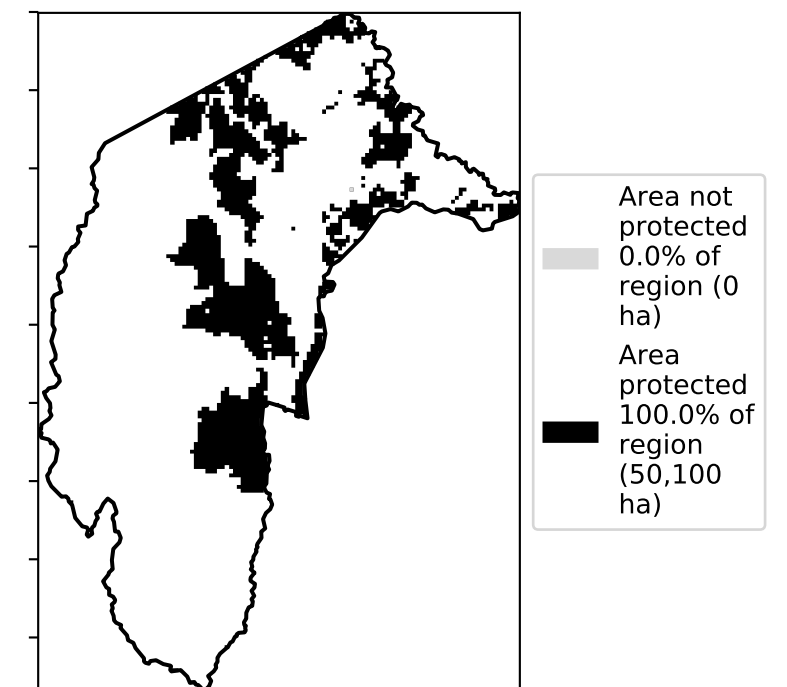 Area not
protected
0.0% of
region (0
ha)
Area
protected
100.0% of
region
(50,100
ha)